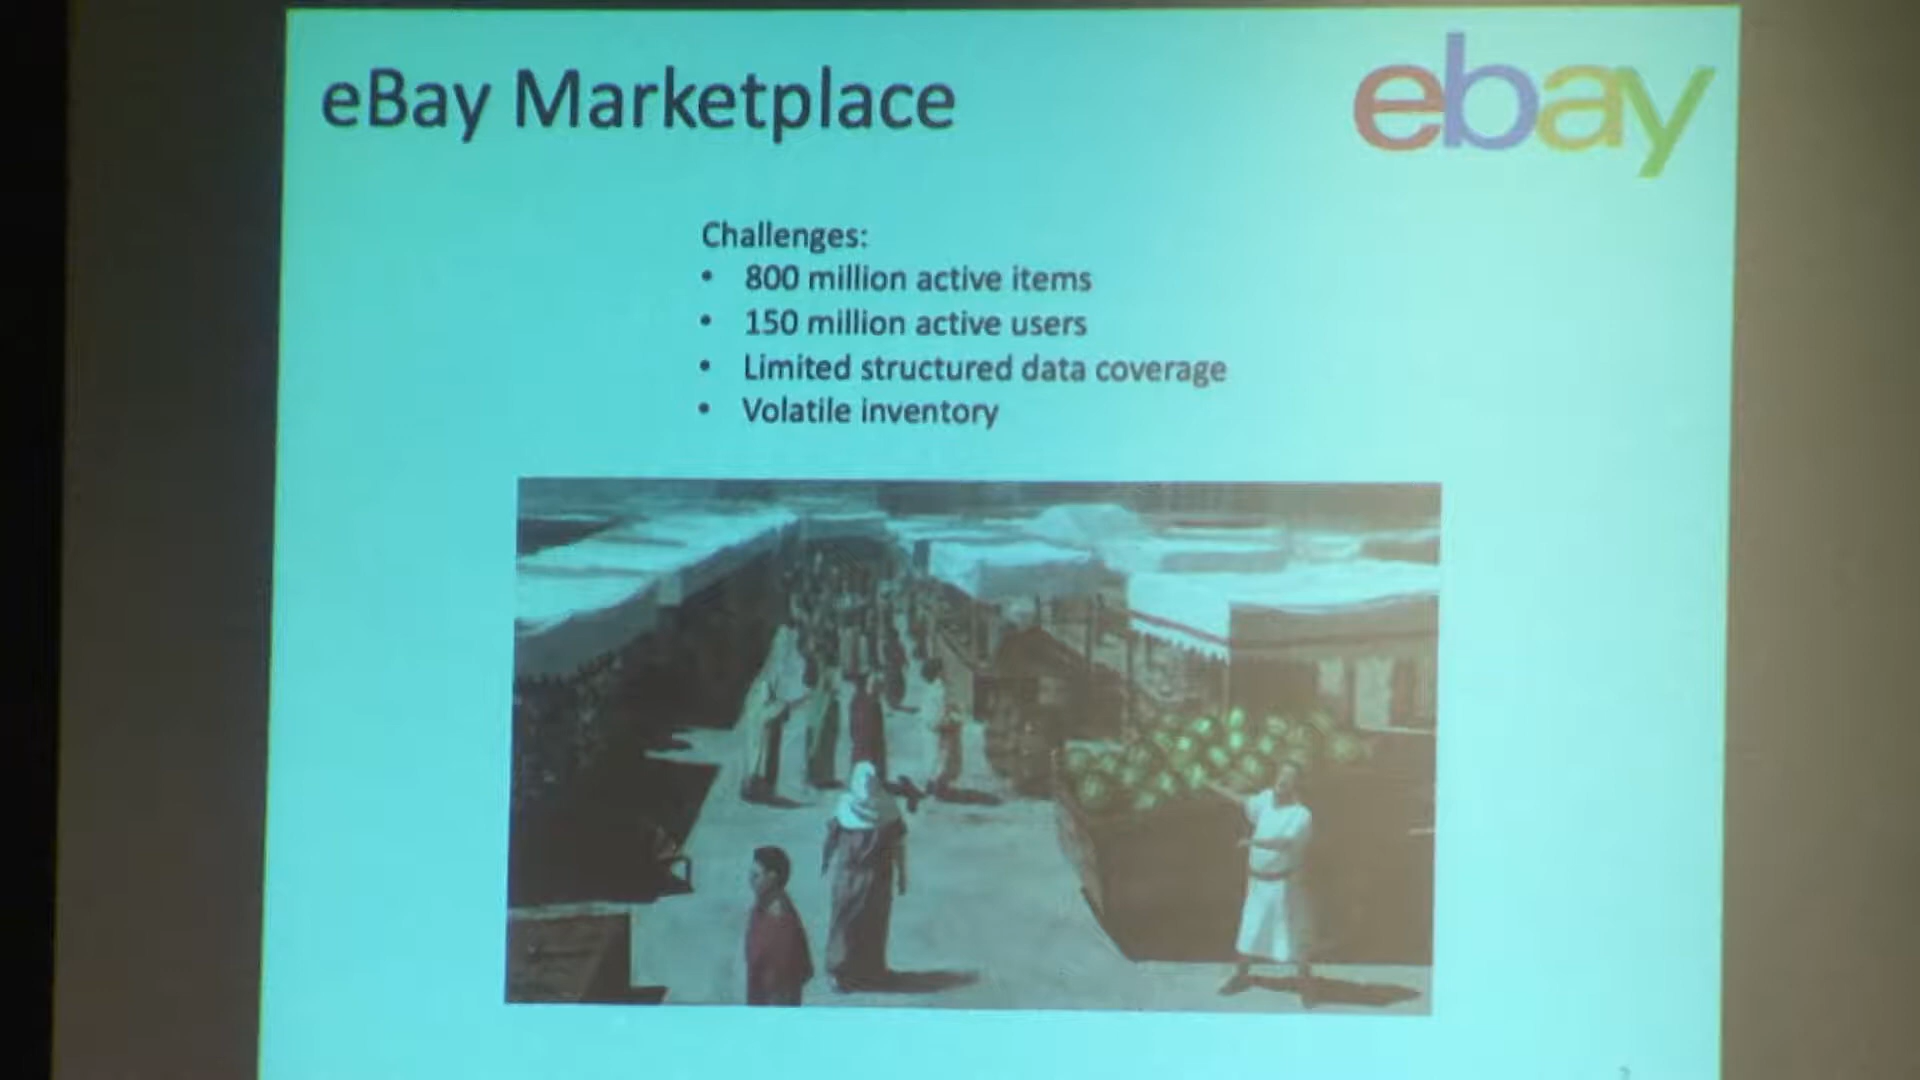 eBay Marketplace
ebay
Challenges:
• 800 million active items
• 150 million active users
• Limited structured data coverage
• Volatile inventory